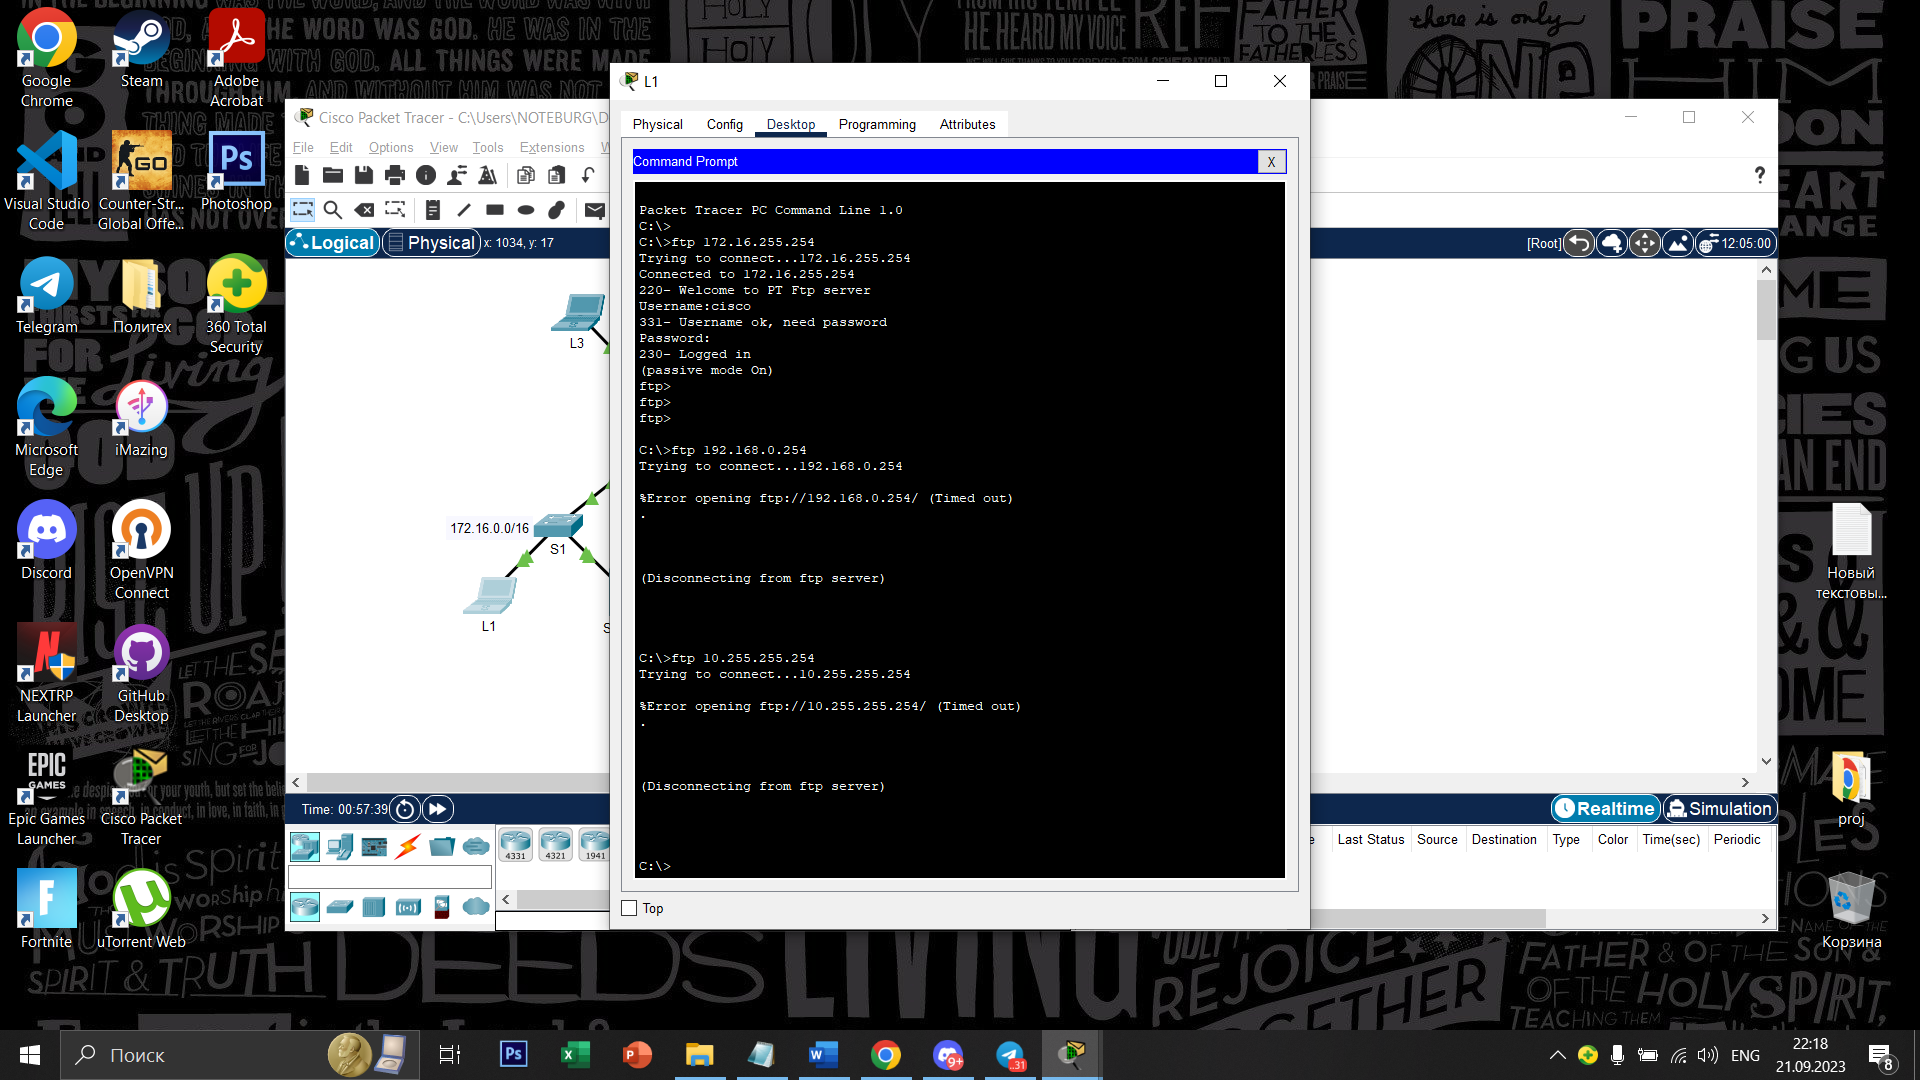 Google Chrome
Steam
Adobe Acrobat
Visual Studio Code
Counter-Str... Global Offe...
Photoshop
Telegram
Политех
360 Total Security
Microsoft Edge
iMazing
Discord
OpenVPN Connect
NEXTRP Launcher
GitHub Desktop
Epic Games Launcher
Cisco Packet Tracer
Fortnite
uTorrent Web
Cisco Packet Tracer - C:\Users\NOTEBURG\D
File Edit Options View Tools Extensions W
Logical
Physical
x: 1034, y: 17
[Root]
12:05:00
L3
172.16.0.0/16
S1
L1
S
Time: 00:57:39
Realtime
Simulation
4331
4321
1941
e
Last Status
Source
Destination
Type
Color
Time(sec)
Periodic
L1
Physical
Config
Desktop
Programming
Attributes
Command Prompt
X
Packet Tracer PC Command Line 1.0
C:\>
C:\>ftp 172.16.255.254
Trying to connect...172.16.255.254
Connected to 172.16.255.254
220- Welcome to PT Ftp server
Username:cisco
331- Username ok, need password
Password:
230- Logged in
(passive mode On)
ftp>
ftp>
ftp>
C:\>ftp 192.168.0.254
Trying to connect...192.168.0.254
%Error opening ftp://192.168.0.254/ (Timed out)
.
(Disconnecting from ftp server)
C:\>ftp 10.255.255.254
Trying to connect...10.255.255.254
%Error opening ftp://10.255.255.254/ (Timed out)
.
(Disconnecting from ftp server)
C:\>
Top
Новый текстовы...
proj
Корзина
Поиск
9+
31
ENG
22:18
21.09.2023
8